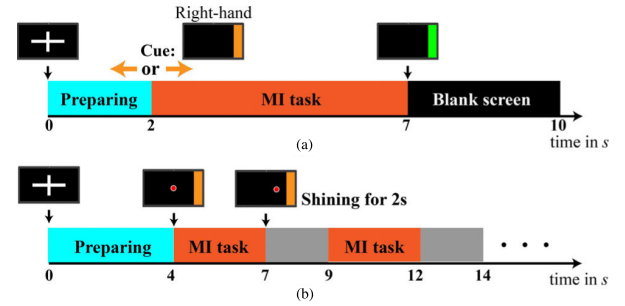 Right-hand
Cue:
or
Preparing MI task Blank screen
0 2 7 10
time in s
(a)
Shining for 2s
Preparing MI task MI task
0 4 7 9 12 14
time in s
(b)